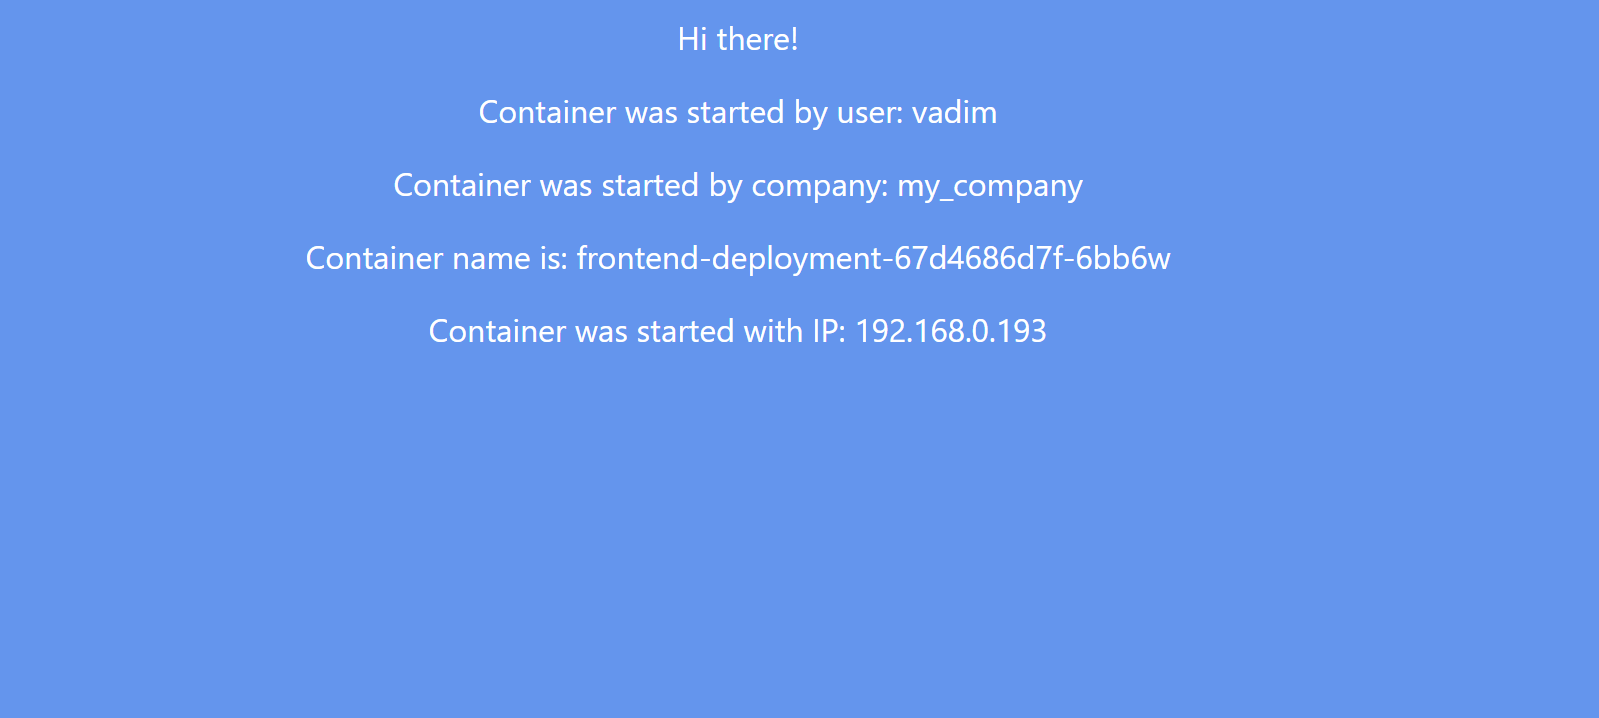 Hi there!
Container was started by user: vadim
Container was started by company: my_company
Container name is: frontend-deployment-67d4686d7f-6bb6w
Container was started with IP: 192.168.0.193